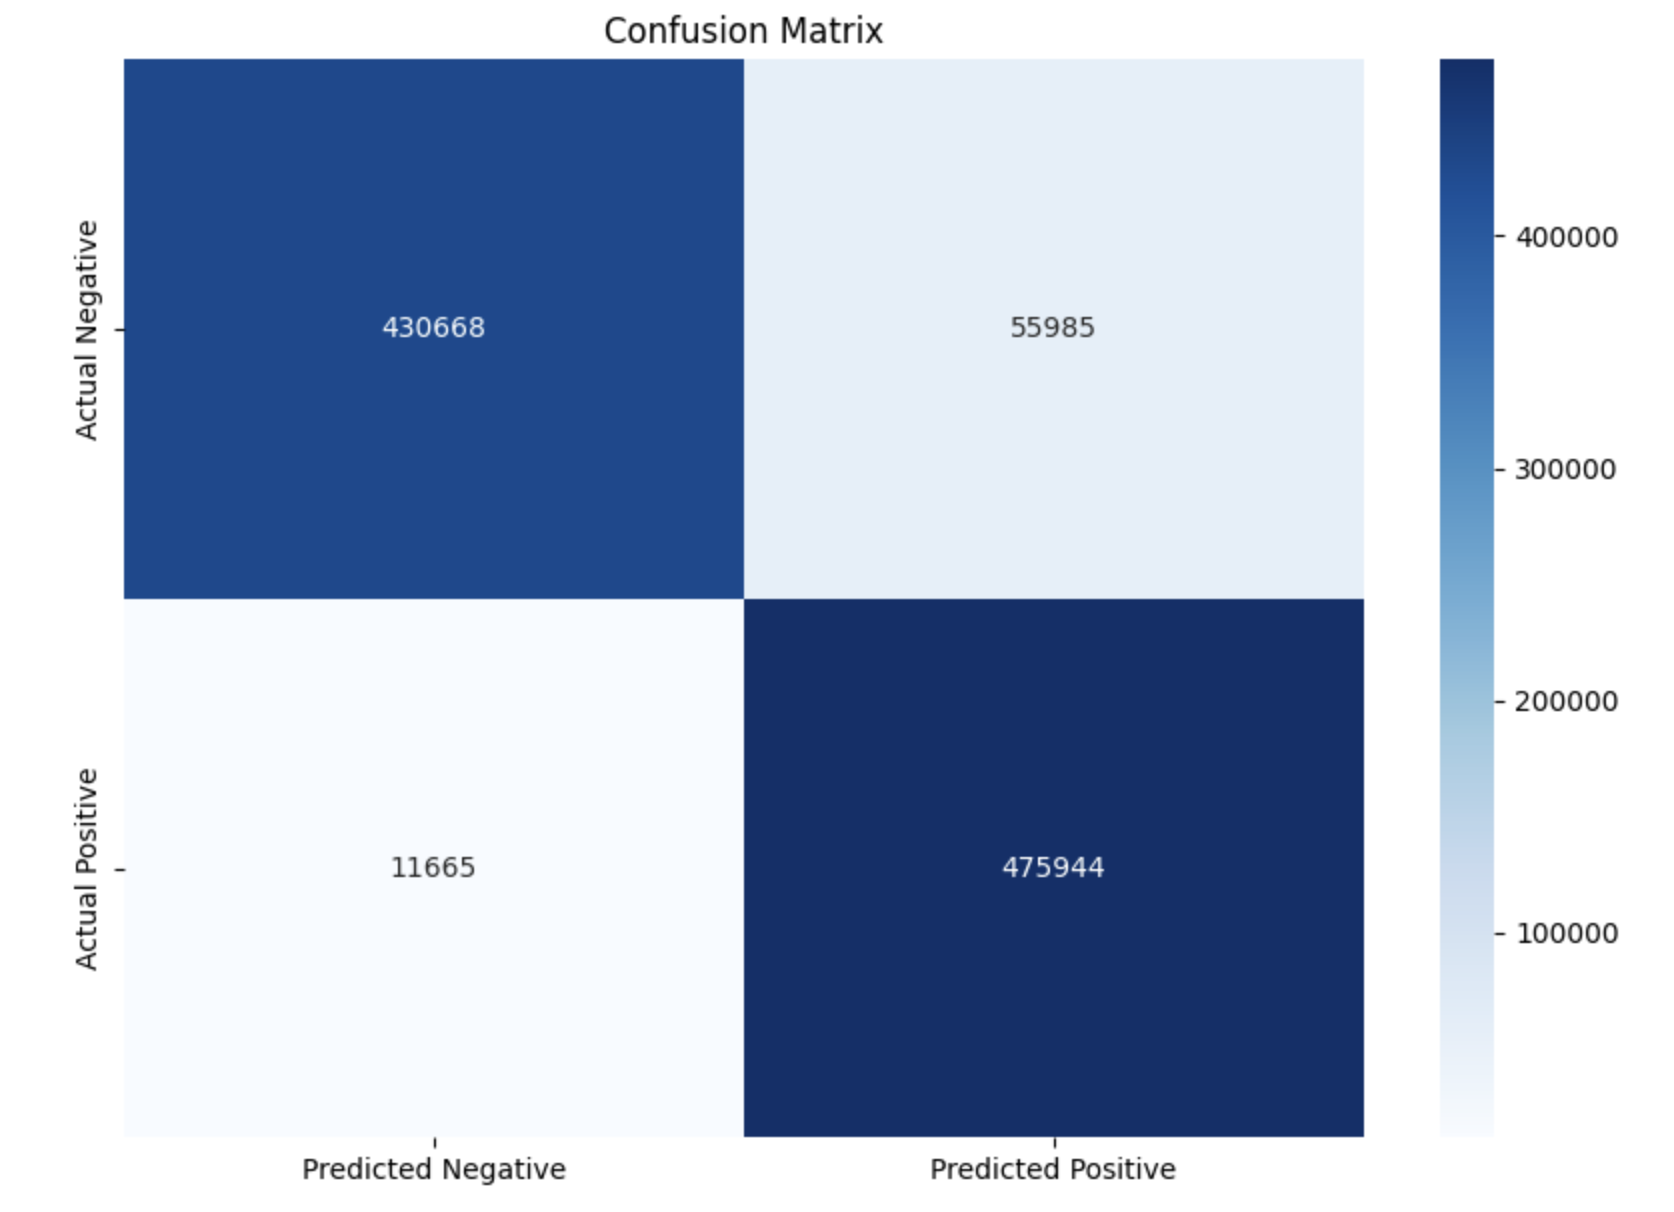 Confusion Matrix
Actual Negative
430668
55985
Actual Positive
11665
475944
Predicted Negative
Predicted Positive
400000
300000
200000
100000